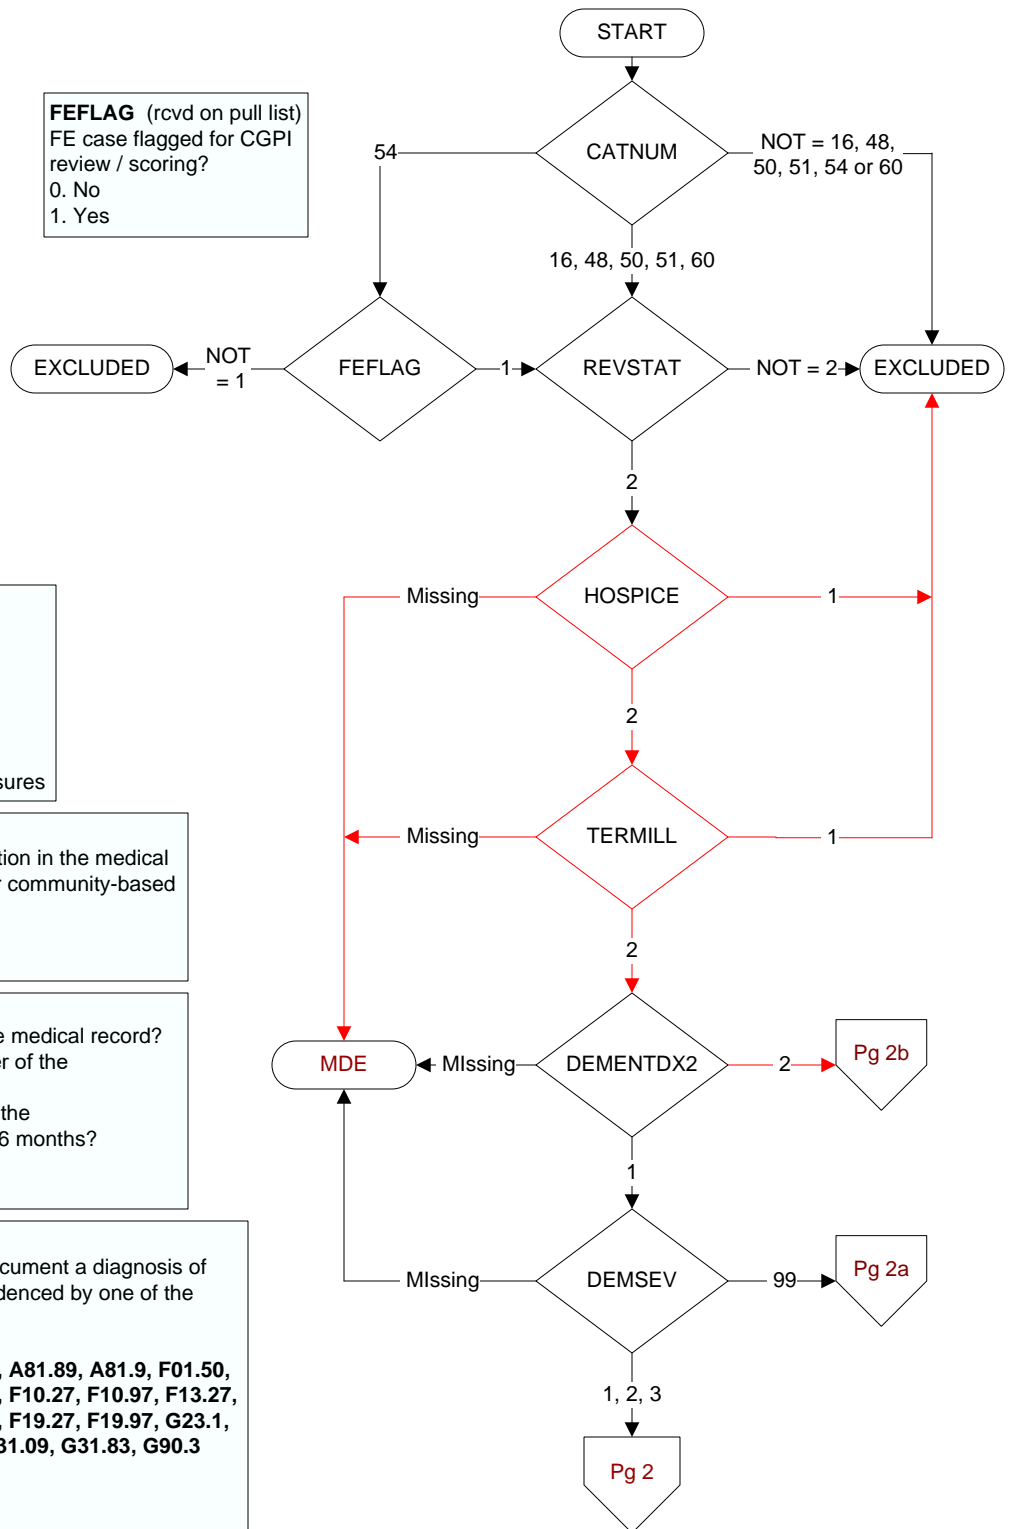 START
FEFLAG (rcvd on pull list)
FE case flagged for CGPI
review / scoring?
0. No
1. Yes
54
CATNUM
NOT = 16, 48,
50, 51, 54 or 60
16, 48, 50, 51, 60
EXCLUDED
NOT
= 1
FEFLAG
1
REVSTAT
NOT = 2
EXCLUDED
2
Missing
HOSPICE
1
2
sures
Missing
TERMILL
1
tion in the medical
r community-based
2
e medical record?
er of the
the
6 months?
MDE
MIssing
DEMENTDX2
2
Pg 2b
1
cument a diagnosis of
denced by one of the
MIssing
DEMSEV
99
Pg 2a
, A81.89, A81.9, F01.50,
, F10.27, F10.97, F13.27,
, F19.27, F19.97, G23.1,
31.09, G31.83, G90.3
1, 2, 3
Pg 2